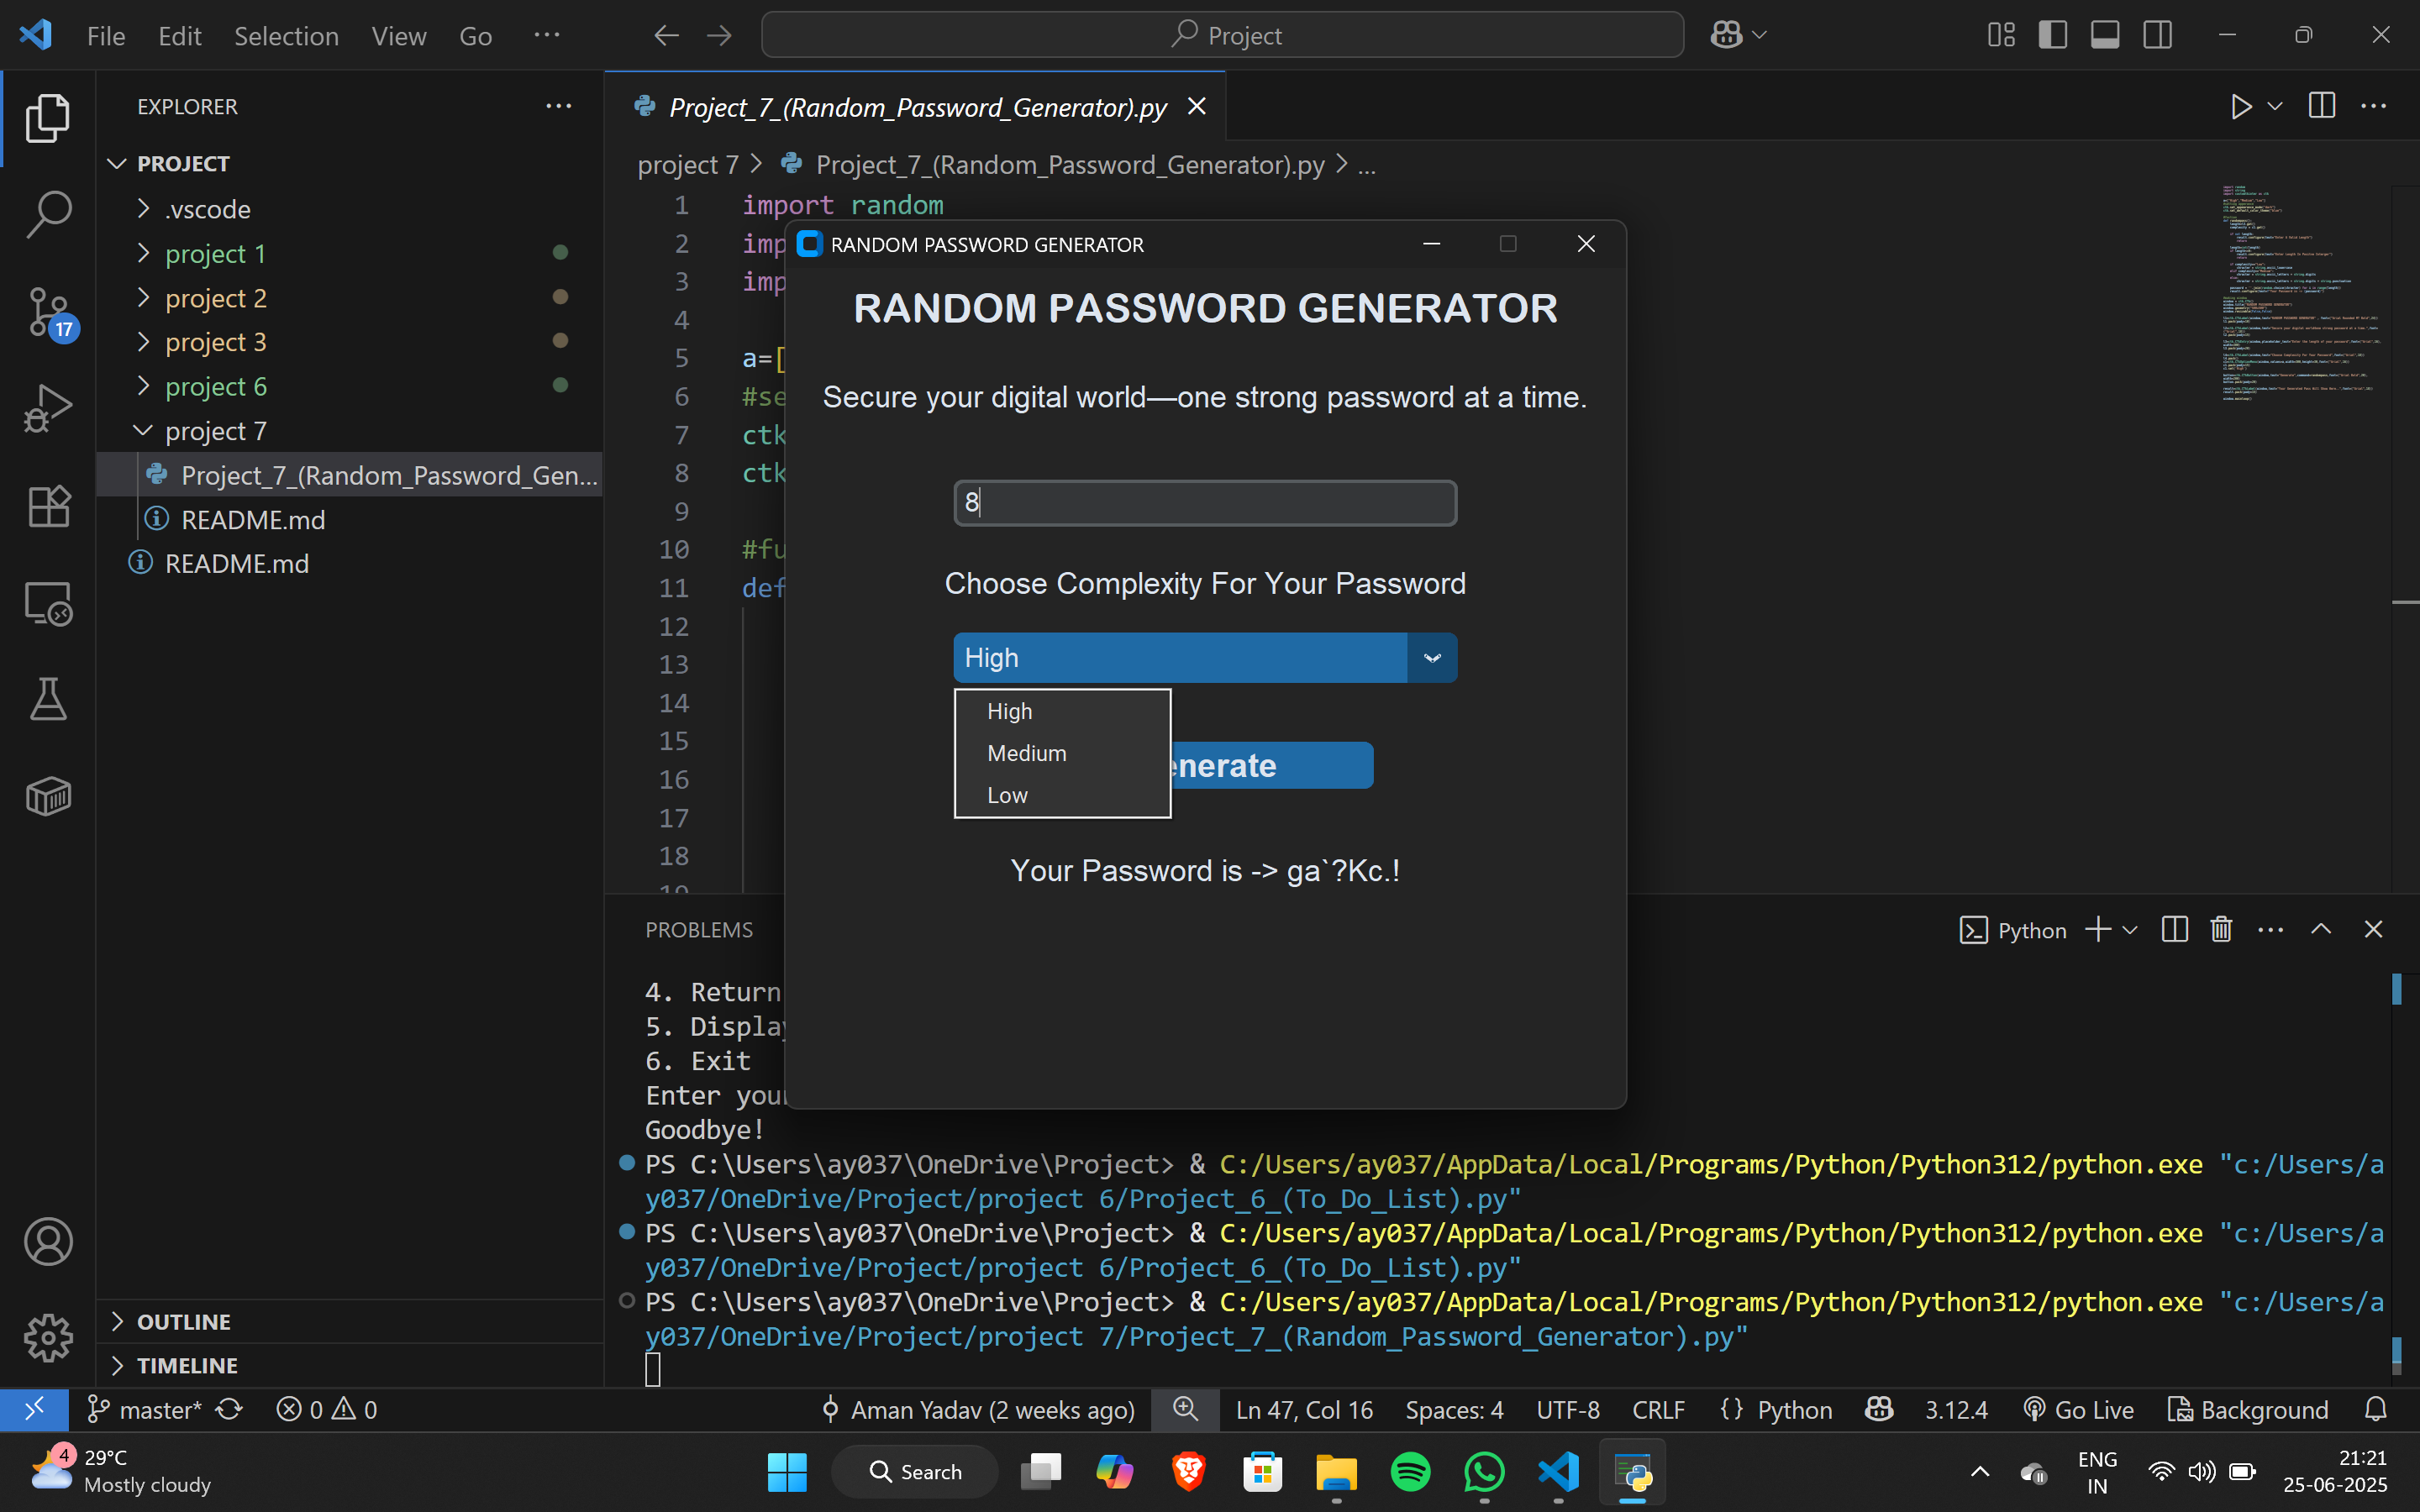 File Edit Selection View Go ··· Project
EXPLORER
PROJECT
.vscode
project 1
project 2
project 3
project 6
project 7
Project_7_(Random_Password_Gen...
README.md
README.md
OUTLINE
TIMELINE
17
Project_7_(Random_Password_Generator).py
project 7 > Project_7_(Random_Password_Generator).py > ...
1 import random
2 imp
3 imp
4
5 a=[
6 #se
7 ctk
8 ctk
9
10 #fu
11 def
12
13
14
15
16
17
18
19
RANDOM PASSWORD GENERATOR
RANDOM PASSWORD GENERATOR
Secure your digital world—one strong password at a time.
8
Choose Complexity For Your Password
High
High
Medium
Low
enerate
Your Password is -> ga`?Kc.!
PROBLEMS
Python
4. Return
5. Display
6. Exit
Enter you
Goodbye!
PS C:\Users\ay037\OneDrive\Project> & C:/Users/ay037/AppData/Local/Programs/Python/Python312/python.exe "c:/Users/a
y037/OneDrive/Project/project 6/Project_6_(To_Do_List).py"
PS C:\Users\ay037\OneDrive\Project> & C:/Users/ay037/AppData/Local/Programs/Python/Python312/python.exe "c:/Users/a
y037/OneDrive/Project/project 6/Project_6_(To_Do_List).py"
PS C:\Users\ay037\OneDrive\Project> & C:/Users/ay037/AppData/Local/Programs/Python/Python312/python.exe "c:/Users/a
y037/OneDrive/Project/project 7/Project_7_(Random_Password_Generator).py"
master* 0 0 Aman Yadav (2 weeks ago) Ln 47, Col 16 Spaces: 4 UTF-8 CRLF {} Python 3.12.4 Go Live Background
4 29°C
Mostly cloudy
Search
ENG
IN
21:21
25-06-2025